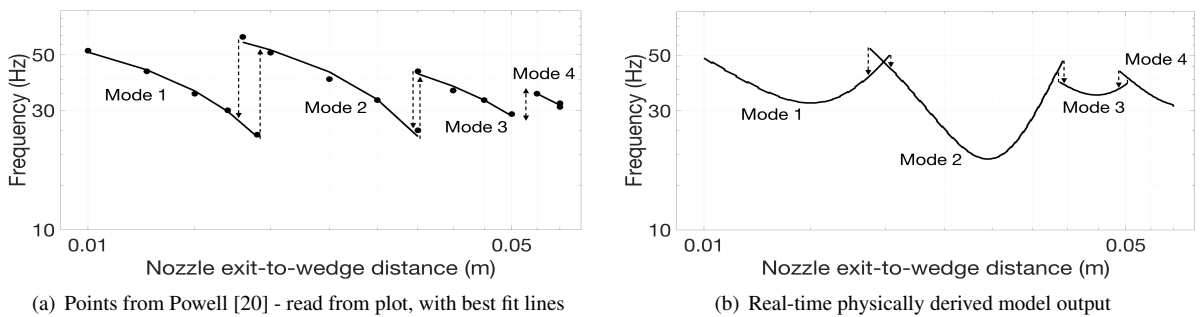 Frequency (Hz)
50
30
10
Mode 1
Mode 2
Mode 3
Mode 4
0.01
0.05
Nozzle exit-to-wedge distance (m)
(a) Points from Powell [20] - read from plot, with best fit lines
Frequency (Hz)
50
30
10
Mode 1
Mode 2
Mode 3
Mode 4
0.01
0.05
Nozzle exit-to-wedge distance (m)
(b) Real-time physically derived model output